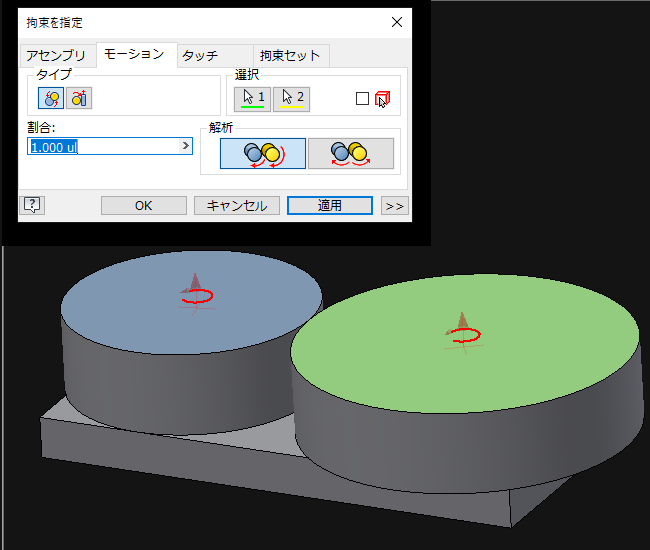 拘束を指定
アセンブリ モーション タッチ 拘束セット
タイプ 選択
1 2
割合: 解析
1.000 ul
? OK キャンセル 適用 >>